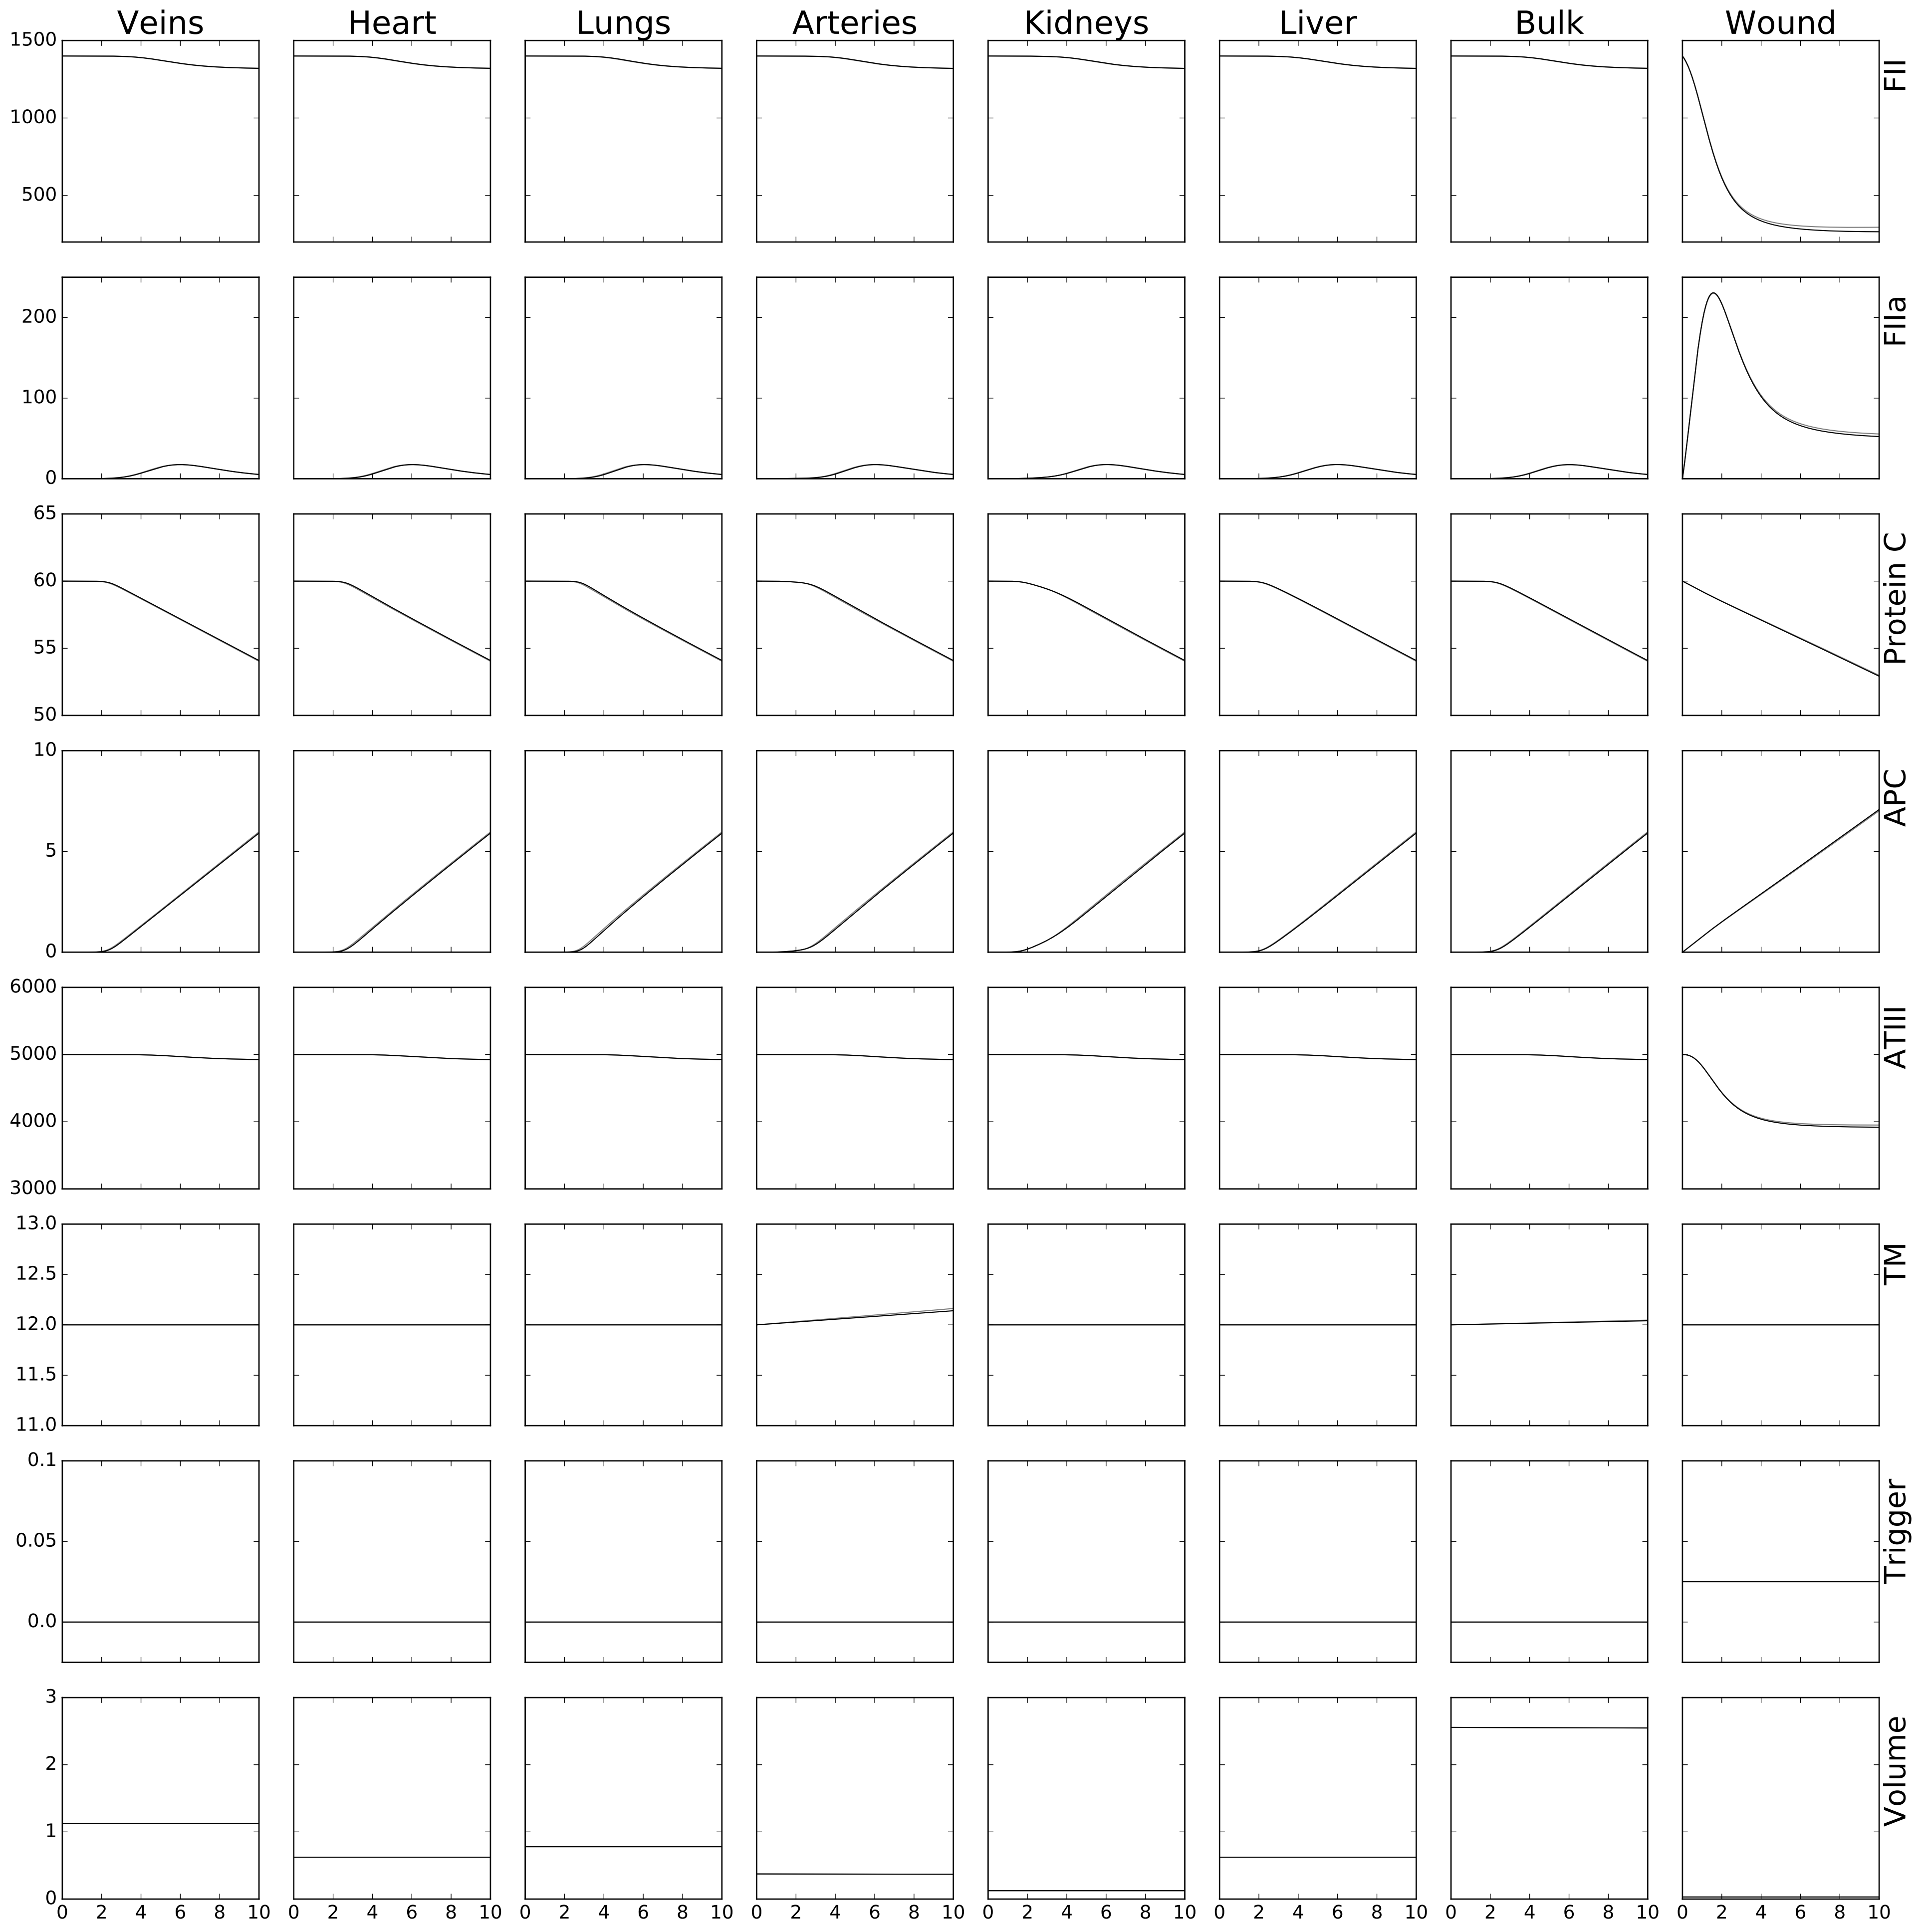 Veins Heart Lungs Arteries Kidneys Liver Bulk Wound
1500
1000
500
FII
200
100
0
FIIa
65
60
55
50
Protein C
10
5
0
APC
6000
5000
4000
3000
ATIII
13.0
12.5
12.0
11.5
11.0
TM
0.1
0.05
0.0
Trigger
3
2
1
0
Volume
0 2 4 6 8 10 0 2 4 6 8 10 0 2 4 6 8 10 0 2 4 6 8 10 0 2 4 6 8 10 0 2 4 6 8 10 0 2 4 6 8 10 0 2 4 6 8 10